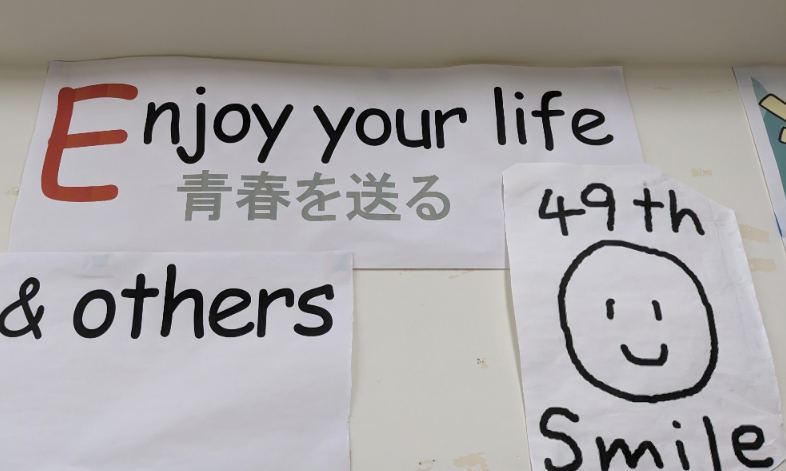 Enjoy your life
青春を送る
& others
49th
Smile